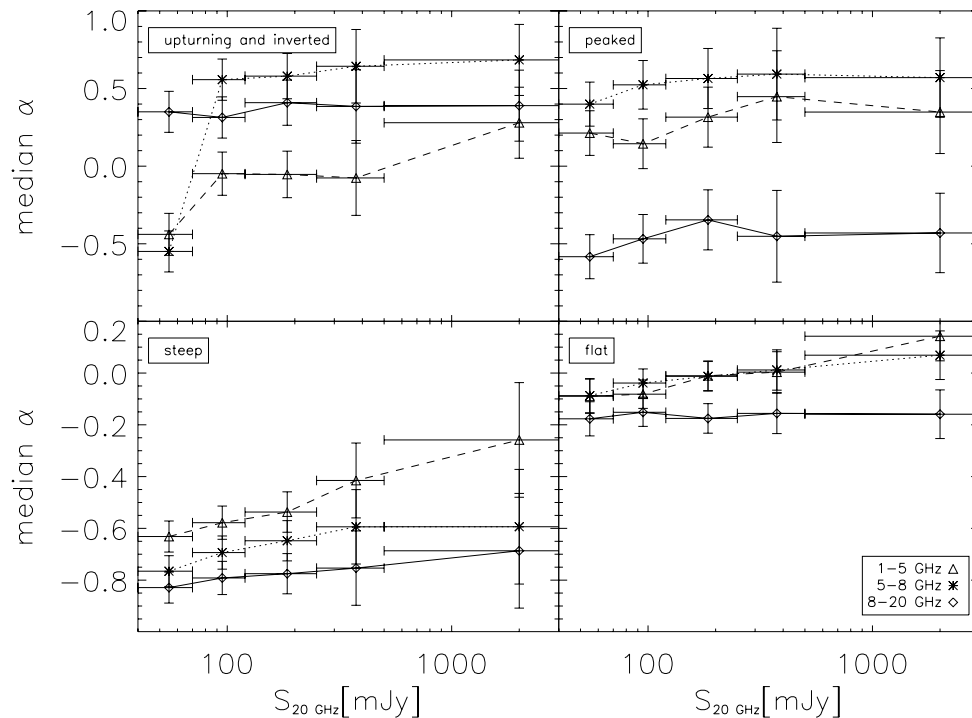 upturning and inverted
peaked
1.0
0.5
0.0
−0.5
median α
steep
flat
0.2
0.0
−0.2
−0.4
−0.6
−0.8
median α
1−5 GHz
5−8 GHz
8−20 GHz
100 1000 100 1000
S20 GHz[mJy] S20 GHz[mJy]